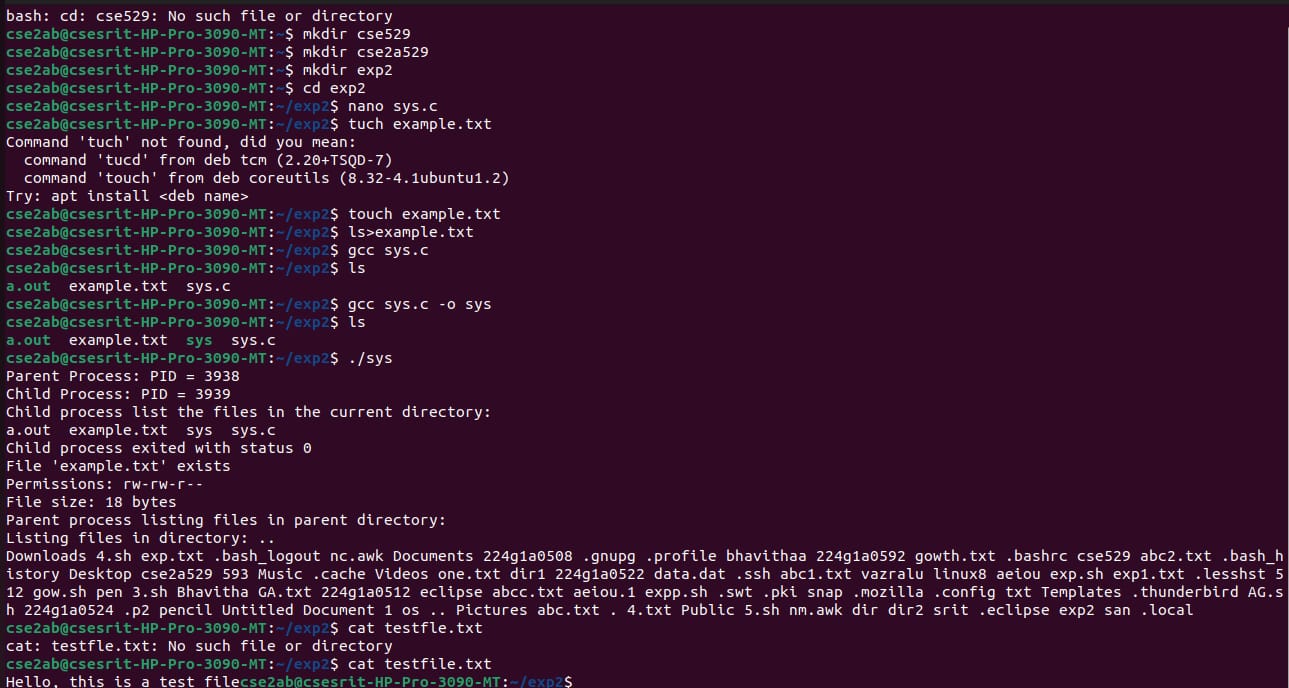 bash: cd: cse529: No such file or directory
cse2ab@csesrit-HP-Pro-3090-MT:~$ mkdir cse529
cse2ab@csesrit-HP-Pro-3090-MT:~$ mkdir cse2a529
cse2ab@csesrit-HP-Pro-3090-MT:~$ mkdir exp2
cse2ab@csesrit-HP-Pro-3090-MT:~$ cd exp2
cse2ab@csesrit-HP-Pro-3090-MT:~/exp2$ nano sys.c
cse2ab@csesrit-HP-Pro-3090-MT:~/exp2$ tuch example.txt
Command 'tuch' not found, did you mean:
  command 'tucd' from deb tcm (2.20+TSQD-7)
  command 'touch' from deb coreutils (8.32-4.1ubuntu1.2)
Try: apt install <deb name>
cse2ab@csesrit-HP-Pro-3090-MT:~/exp2$ touch example.txt
cse2ab@csesrit-HP-Pro-3090-MT:~/exp2$ ls>example.txt
cse2ab@csesrit-HP-Pro-3090-MT:~/exp2$ gcc sys.c
cse2ab@csesrit-HP-Pro-3090-MT:~/exp2$ ls
a.out  example.txt  sys.c
cse2ab@csesrit-HP-Pro-3090-MT:~/exp2$ gcc sys.c -o sys
cse2ab@csesrit-HP-Pro-3090-MT:~/exp2$ ls
a.out  example.txt  sys  sys.c
cse2ab@csesrit-HP-Pro-3090-MT:~/exp2$ ./sys
Parent Process: PID = 3938
Child Process: PID = 3939
Child process list the files in the current directory:
a.out  example.txt  sys  sys.c
Child process exited with status 0
File 'example.txt' exists
Permissions: rw-rw-r--
File size: 18 bytes
Parent process listing files in parent directory:
Listing files in directory: ..
Downloads 4.sh exp.txt .bash_logout nc.awk Documents 224g1a0508 .gnupg .profile bhavithaa 224g1a0592 gowth.txt .bashrc cse529 abc2.txt .bash_h
istory Desktop cse2a529 593 Music .cache Videos one.txt dir1 224g1a0522 data.dat .ssh abc1.txt vazralu linux8 aeiou exp.sh exp1.txt .lesshst 5
12 gow.sh pen 3.sh Bhavitha GA.txt 224g1a0512 eclipse abcc.txt aeiou.1 expp.sh .swt .pki snap .mozilla .config txt Templates .thunderbird AG.s
h 224g1a0524 .p2 pencil Untitled Document 1 os .. Pictures abc.txt . 4.txt Public 5.sh nm.awk dir dir2 srit .eclipse exp2 san .local
cse2ab@csesrit-HP-Pro-3090-MT:~/exp2$ cat testfle.txt
cat: testfle.txt: No such file or directory
cse2ab@csesrit-HP-Pro-3090-MT:~/exp2$ cat testfile.txt
Hello, this is a test filecse2ab@csesrit-HP-Pro-3090-MT:~/exp2$